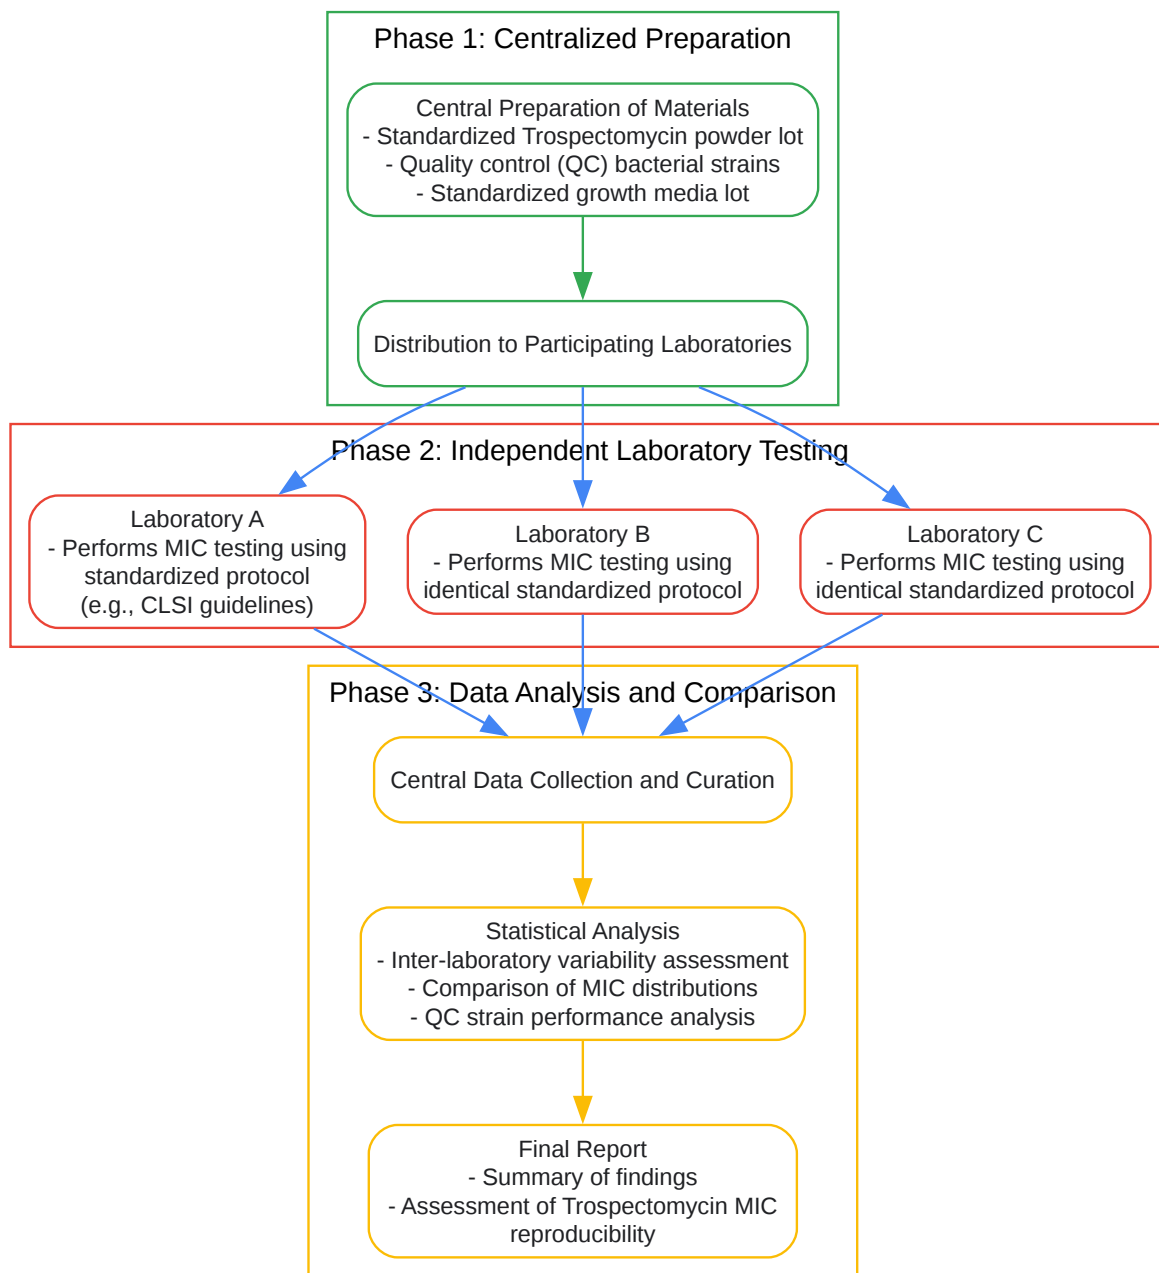 Phase 1: Centralized Preparation
Central Preparation of Materials
- Standardized Trospectomycin powder lot
- Quality control (QC) bacterial strains
- Standardized growth media lot
Distribution to Participating Laboratories
Phase 2: Independent Laboratory Testing
Laboratory A
- Performs MIC testing using
standardized protocol
(e.g., CLSI guidelines)
Laboratory B
- Performs MIC testing using
identical standardized protocol
Laboratory C
- Performs MIC testing using
identical standardized protocol
Phase 3: Data Analysis and Comparison
Central Data Collection and Curation
Statistical Analysis
- Inter-laboratory variability assessment
- Comparison of MIC distributions
- QC strain performance analysis
Final Report
- Summary of findings
- Assessment of Trospectomycin MIC
reproducibility